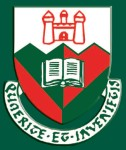 QUAERITE · ET · INVENIETIS